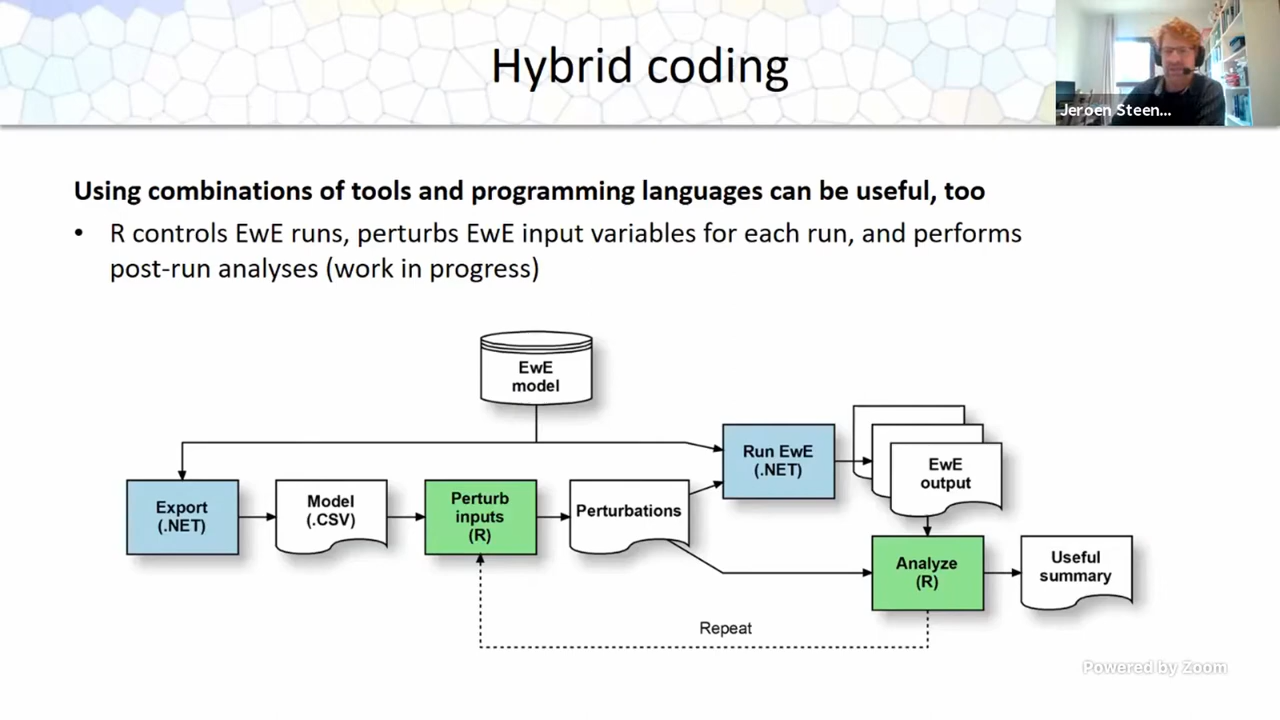 Hybrid coding
Jeroen Steen...
Using combinations of tools and programming languages can be useful, too
• R controls EwE runs, perturbs EwE input variables for each run, and performs
post-run analyses (work in progress)
EwE
model
Run EwE
(.NET)
EwE
output
Export
(.NET)
Model
(.CSV)
Perturb
inputs
(R)
Perturbations
Analyze
(R)
Useful
summary
Repeat
Powered by Zoom